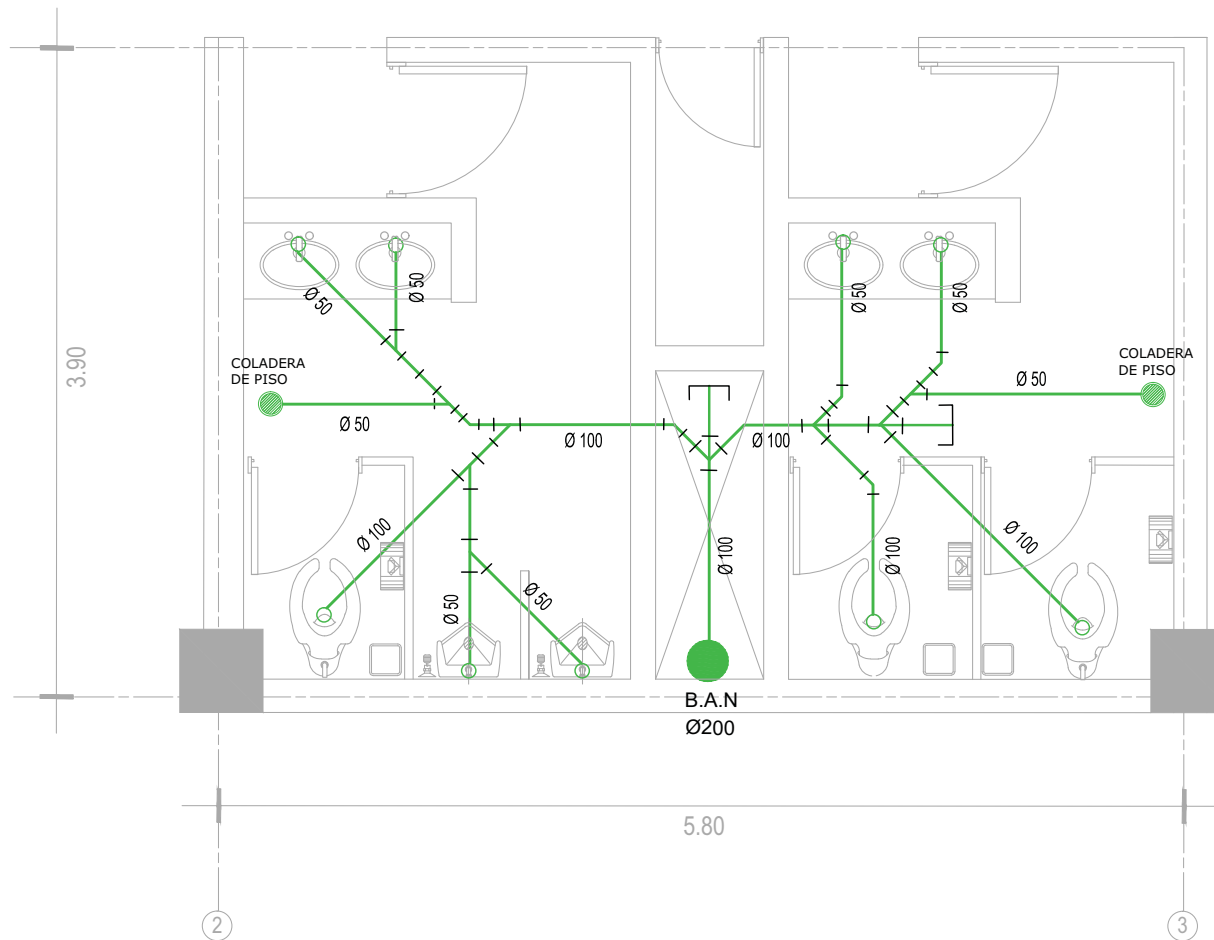 3.90
Ø 50
Ø 50
Ø 50
Ø 50
COLADERA
DE PISO
COLADERA
DE PISO
Ø 50
Ø 50
Ø 100
Ø 100
Ø 100
Ø 50
Ø 50
Ø 100
Ø 100
Ø 100
B.A.N
Ø200
5.80
2
3